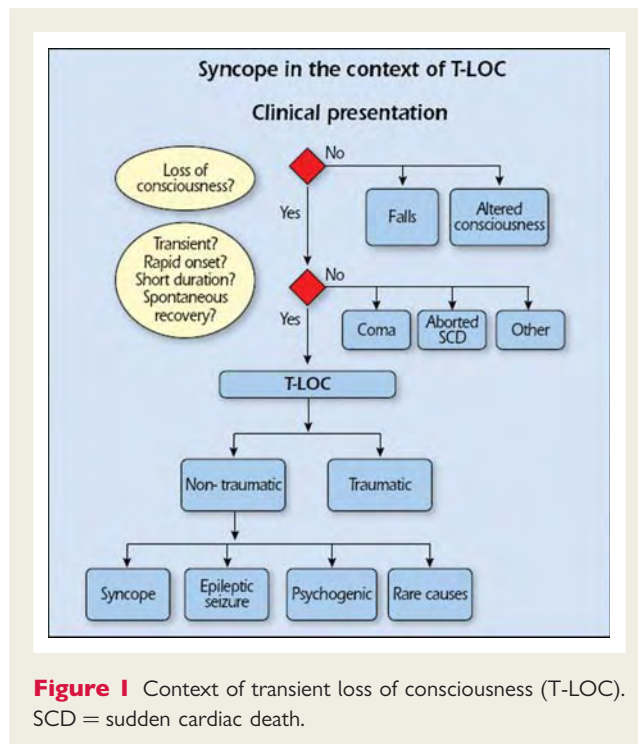 Syncope in the context of T-LOC
Clinical presentation
Loss of
consciousness?
No
Yes
Falls
Altered
consciousness
Transient?
Rapid onset?
Short duration?
Spontaneous
recovery?
No
Yes
Coma
Aborted
SCD
Other
T-LOC
Non- traumatic
Traumatic
Syncope
Epileptic
seizure
Psychogenic
Rare causes
Figure 1 Context of transient loss of consciousness (T-LOC).
SCD = sudden cardiac death.